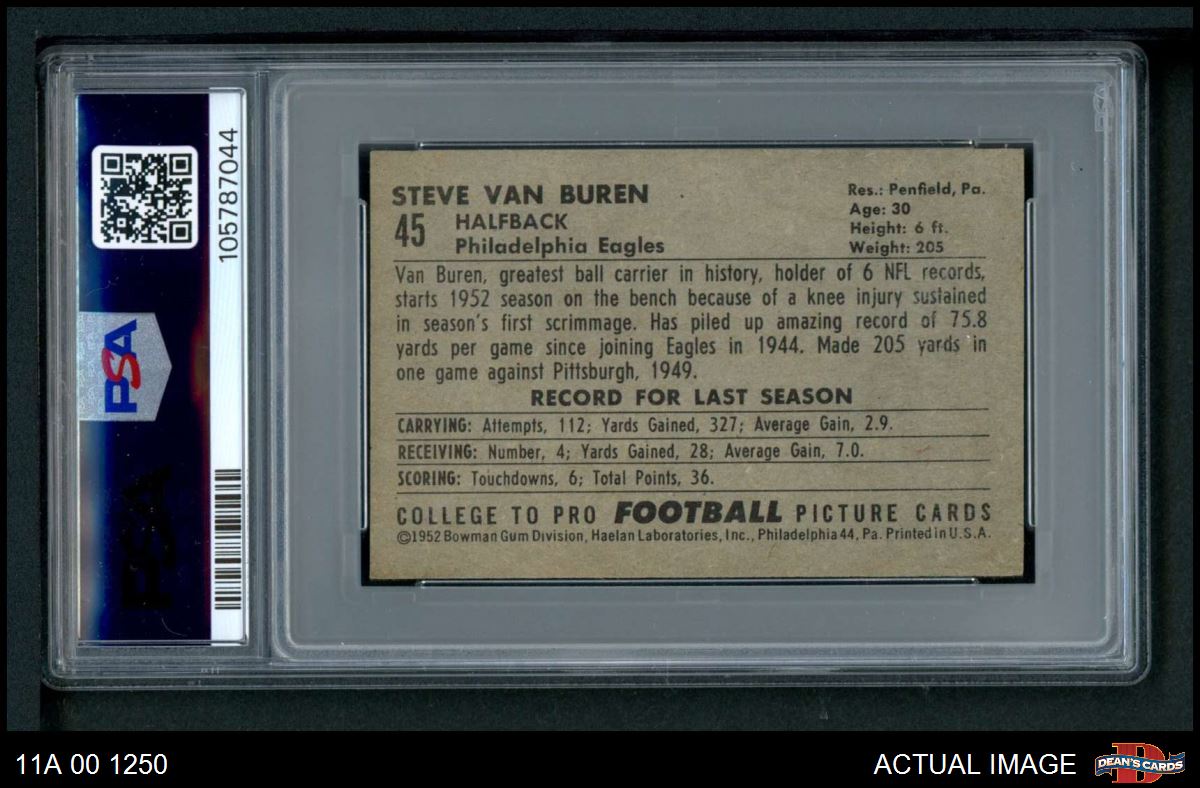 105787044
PSA
PSA
STEVE VAN BUREN
45 HALFBACK
Philadelphia Eagles
Res.: Penfield, Pa.
Age: 30
Height: 6 ft.
Weight: 205
Van Buren, greatest ball carrier in history, holder of 6 NFL records,
starts 1952 season on the bench because of a knee injury sustained
in season's first scrimmage. Has piled up amazing record of 75.8
yards per game since joining Eagles in 1944. Made 205 yards in
one game against Pittsburgh, 1949.
RECORD FOR LAST SEASON
CARRYING: Attempts, 112; Yards Gained, 327; Average Gain, 2.9.
RECEIVING: Number, 4; Yards Gained, 28; Average Gain, 7.0.
SCORING: Touchdowns, 6; Total Points, 36.
COLLEGE TO PRO FOOTBALL PICTURE CARDS
©1952 Bowman Gum Division, Haelan Laboratories, Inc., Philadelphia 44, Pa. Printed in U.S.A.
11A 00 1250
ACTUAL IMAGE
D
DEAN'S CARDS